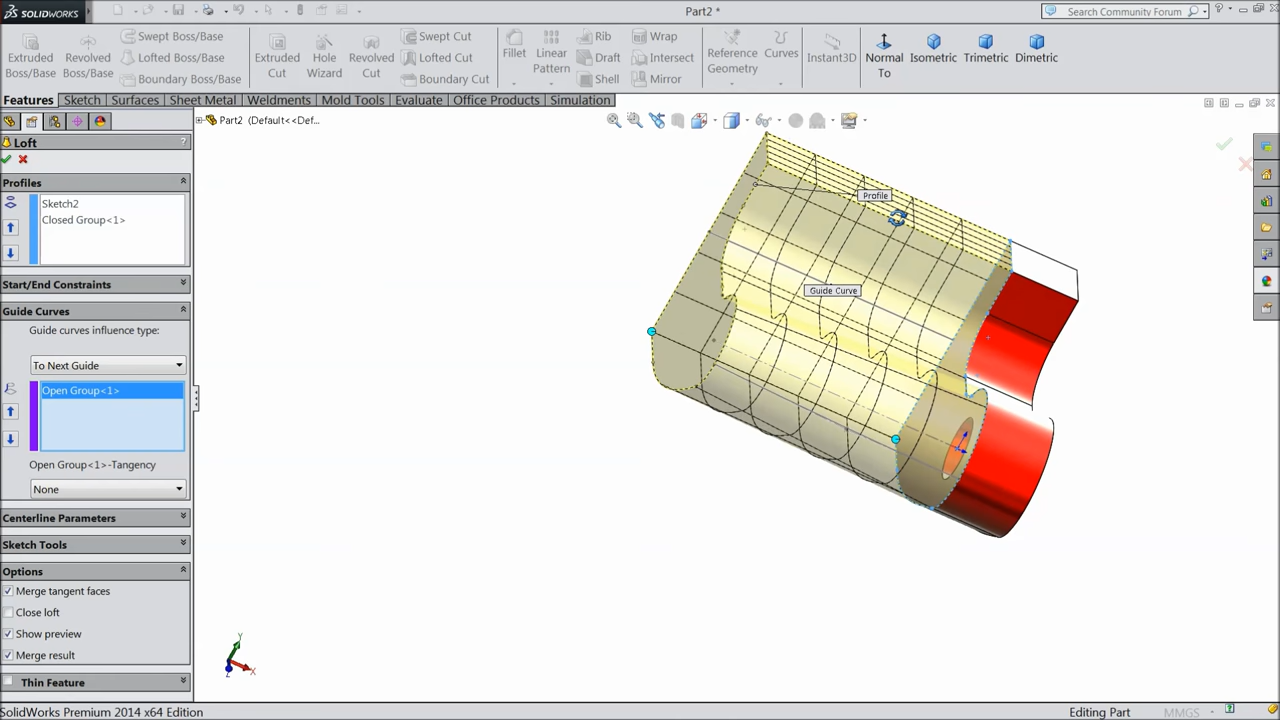 SOLIDWORKS
Part2 *
Search Community Forum
Extruded Boss/Base
Revolved Boss/Base
Swept Boss/Base
Lofted Boss/Base
Boundary Boss/Base
Extruded Cut
Hole Wizard
Revolved Cut
Swept Cut
Lofted Cut
Boundary Cut
Fillet
Linear Pattern
Rib
Draft
Shell
Wrap
Intersect
Mirror
Reference Geometry
Curves
Instant3D
Normal To
Isometric
Trimetric
Dimetric
Features
Sketch
Surfaces
Sheet Metal
Weldments
Mold Tools
Evaluate
Office Products
Simulation
Part2 (Default<<Def...
Loft
?
Profiles
Sketch2
Closed Group<1>
Start/End Constraints
Guide Curves
Guide curves influence type:
To Next Guide
Open Group<1>
Open Group<1>-Tangency
None
Centerline Parameters
Sketch Tools
Options
Merge tangent faces
Close loft
Show preview
Merge result
Thin Feature
Profile
Guide Curve
Y
X
Z
SolidWorks Premium 2014 x64 Edition
Editing Part
MMGS